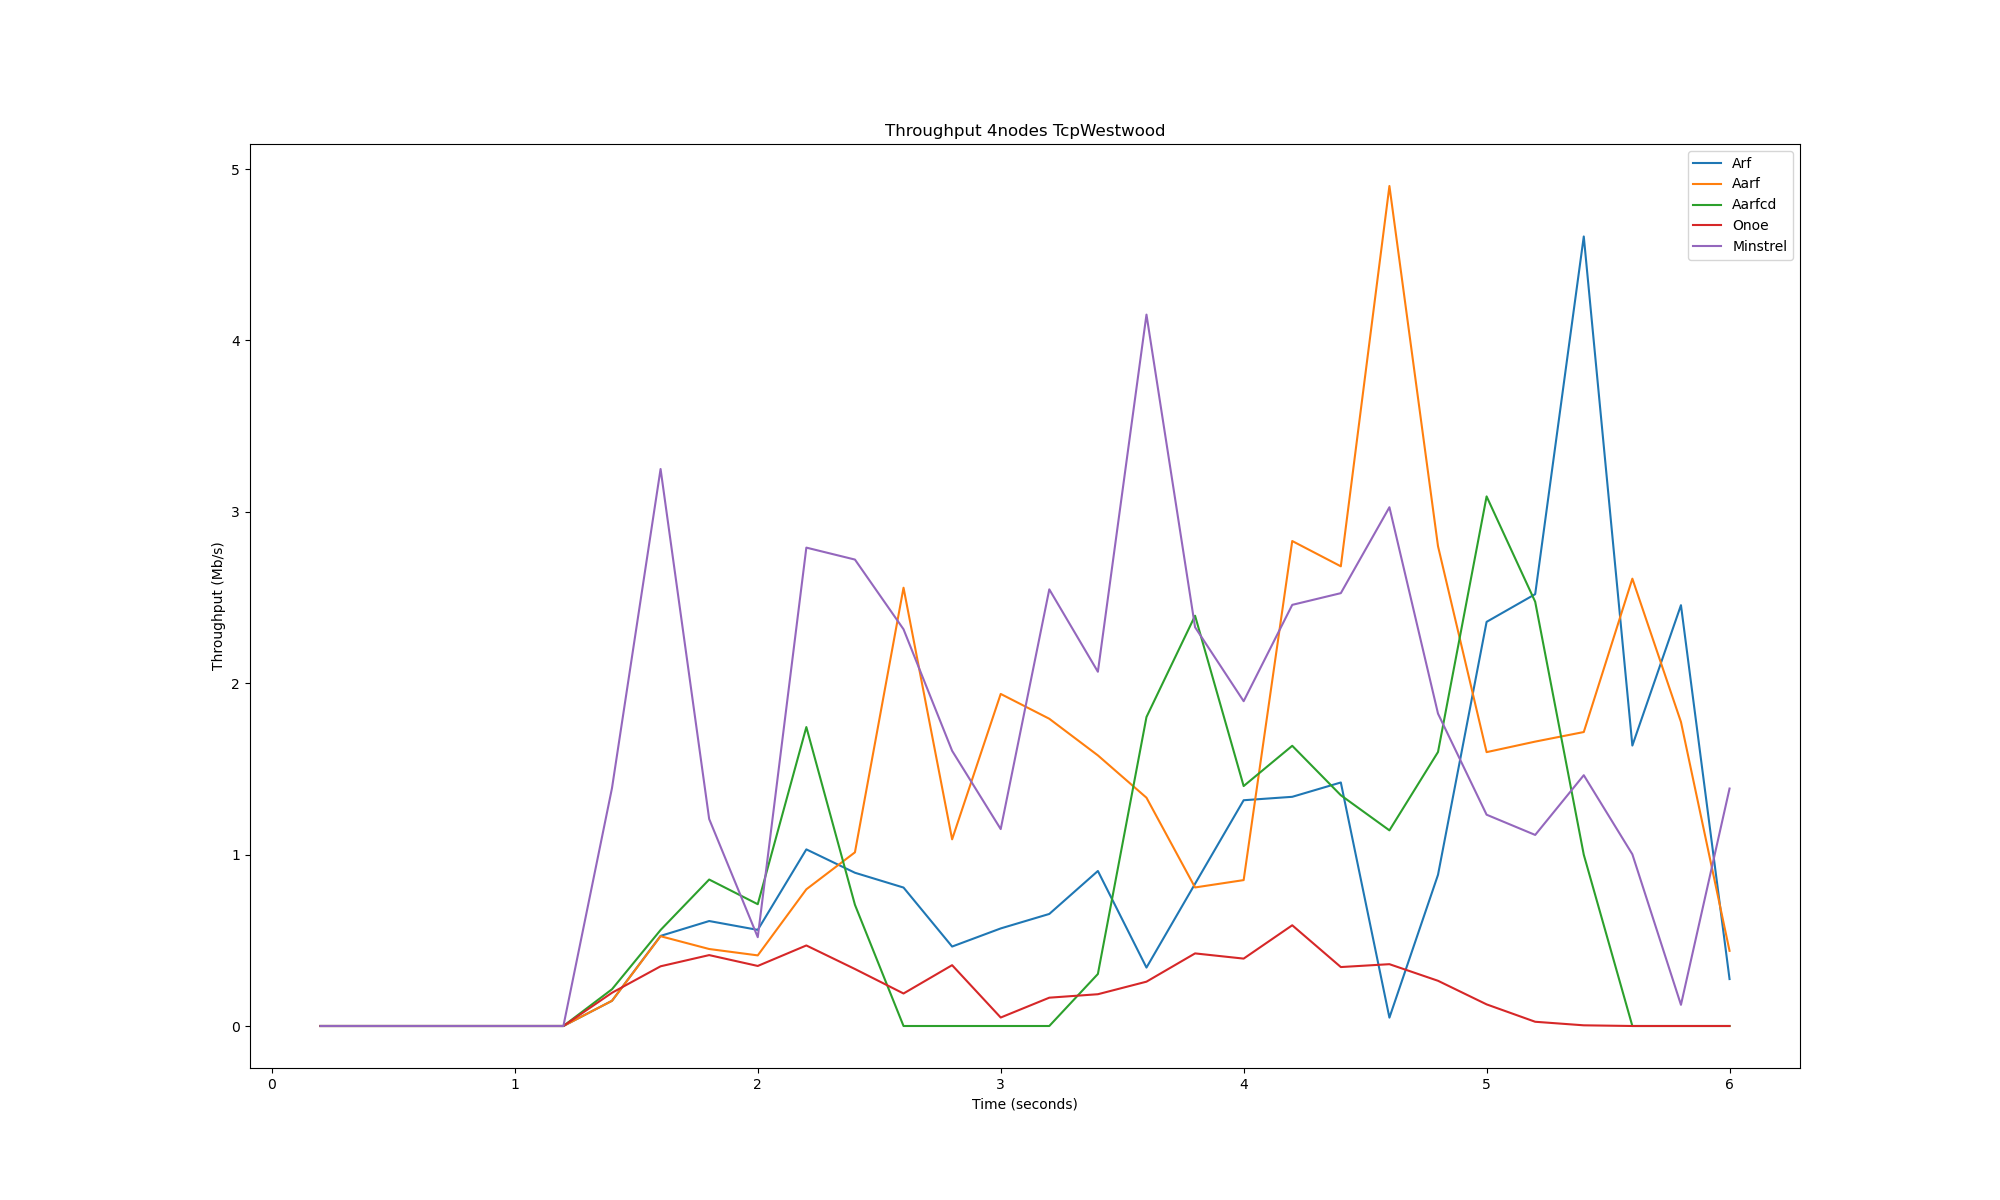 Throughput 4nodes TcpWestwood
Arf
Aarf
Aarfcd
Onoe
Minstrel
Throughput (Mb/s)
5
4
3
2
1
0
0 1 2 3 4 5 6
Time (seconds)